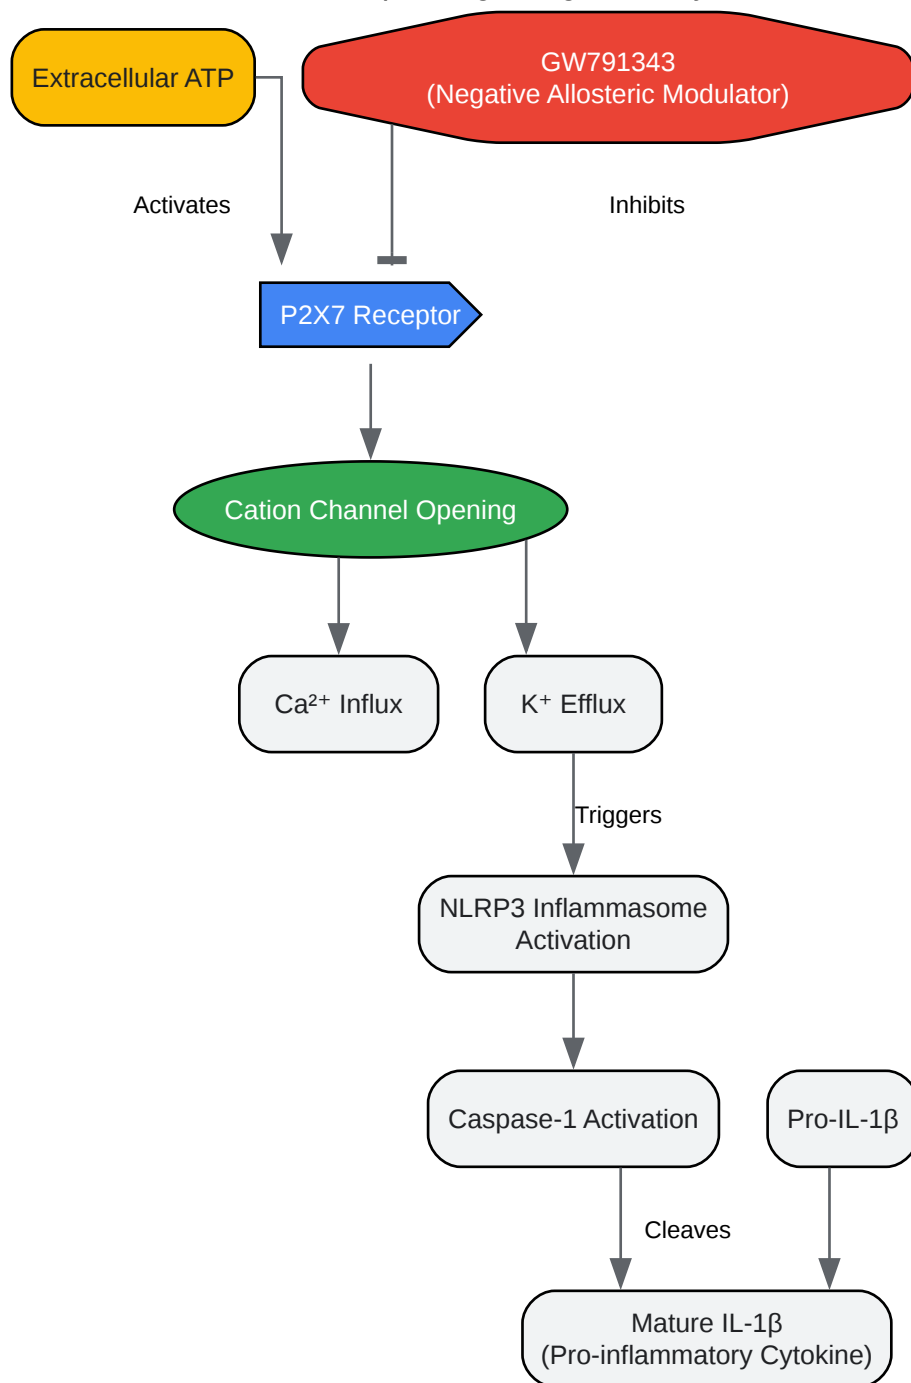 Extracellular ATP
GW791343
(Negative Allosteric Modulator)
Activates
Inhibits
P2X7 Receptor
Cation Channel Opening
Ca²⁺ Influx
K⁺ Efflux
Triggers
NLRP3 Inflammasome
Activation
Caspase-1 Activation
Pro-IL-1β
Cleaves
Mature IL-1β
(Pro-inflammatory Cytokine)